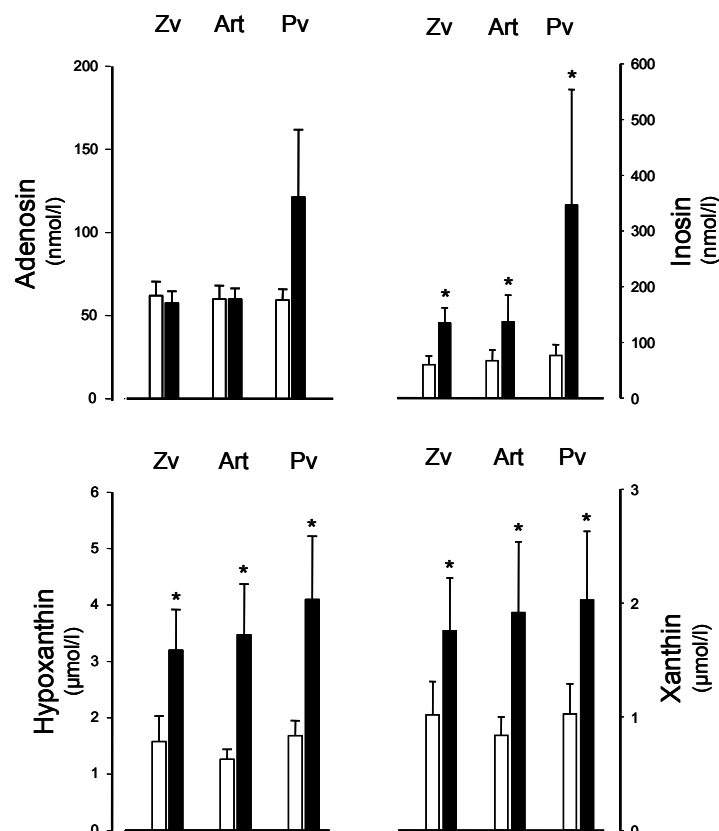 Zv Art Pv
200
150
100
50
0
Adenosin
(nmol/l)
Zv Art Pv
*
*
*
600
500
400
300
200
100
0
Inosin
(nmol/l)
Zv Art Pv
*
*
*
6
5
4
3
2
1
0
Hypoxanthin
(µmol/l)
Zv Art Pv
*
*
*
3
2
1
0
Xanthin
(µmol/l)